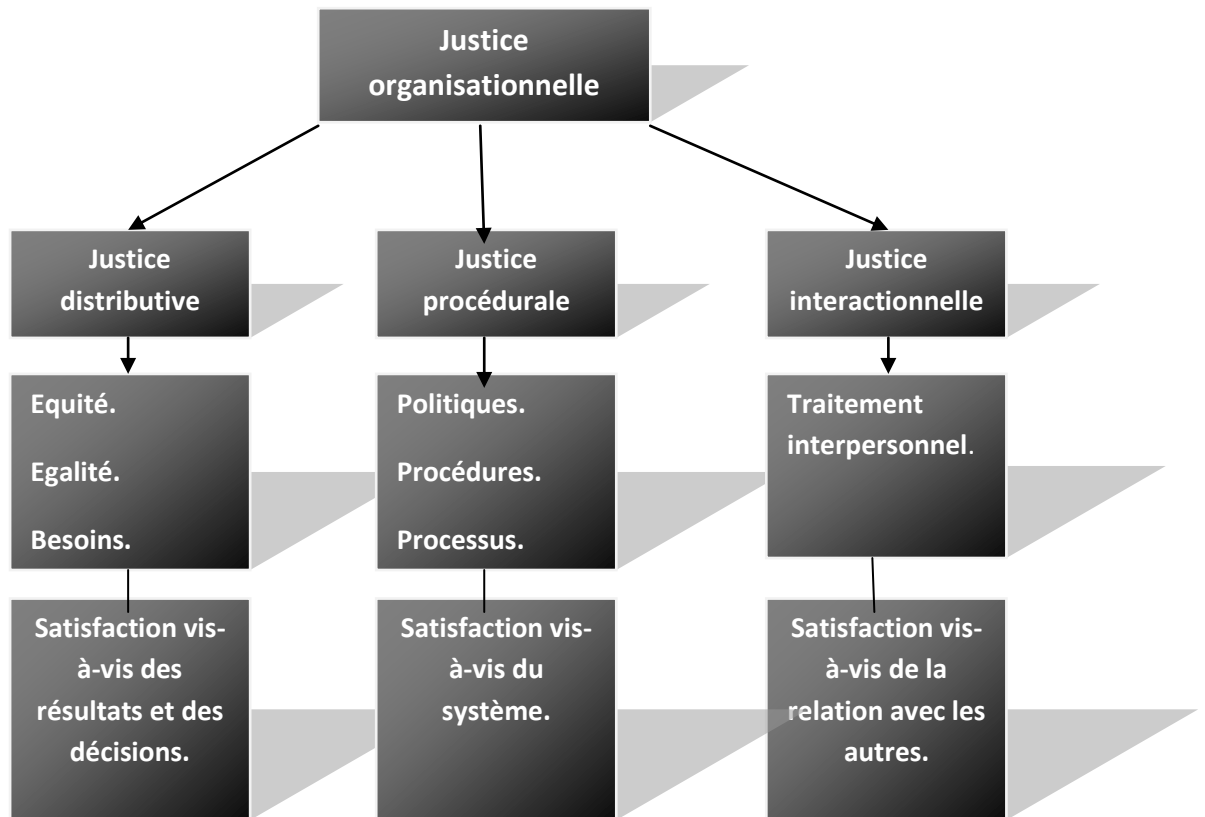 Justice
organisationnelle
Justice
distributive
Justice
procédurale
Justice
interactionnelle
Equité.
Egalité.
Besoins.
Politiques.
Procédures.
Processus.
Traitement
interpersonnel.
Satisfaction vis-
à-vis des
résultats et des
décisions.
Satisfaction vis-
à-vis du
système.
Satisfaction vis-
à-vis de la
relation avec les
autres.